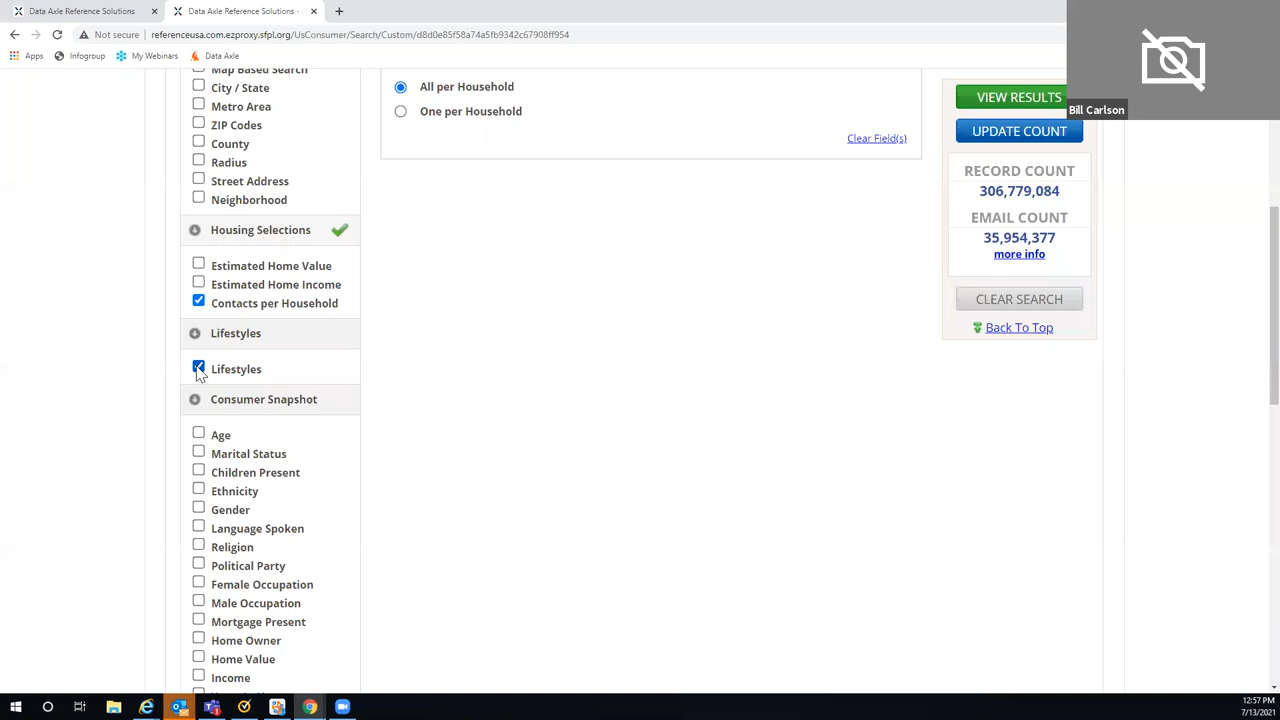 Data Axle Reference Solutions
Data Axle Reference Solutions -
Not secure
referenceusa.com.ezproxy.sfpl.org/UsConsumer/Search/Custom/d8d0e85f58a74a5fb9342c67908ff954
Apps
Infogroup
My Webinars
Data Axle
Bill Carlson
Map Based Search
City / State
Metro Area
ZIP Codes
County
Radius
Street Address
Neighborhood
Housing Selections
Estimated Home Value
Estimated Home Income
Contacts per Household
Lifestyles
Lifestyles
Consumer Snapshot
Age
Marital Status
Children Present
Ethnicity
Gender
Language Spoken
Religion
Political Party
Female Occupation
Male Occupation
Mortgage Present
Home Owner
Home Value
Income
All per Household
One per Household
Clear Field(s)
VIEW RESULTS
UPDATE COUNT
RECORD COUNT
306,779,084
EMAIL COUNT
35,954,377
more info
CLEAR SEARCH
Back To Top
12:57 PM
7/13/2021